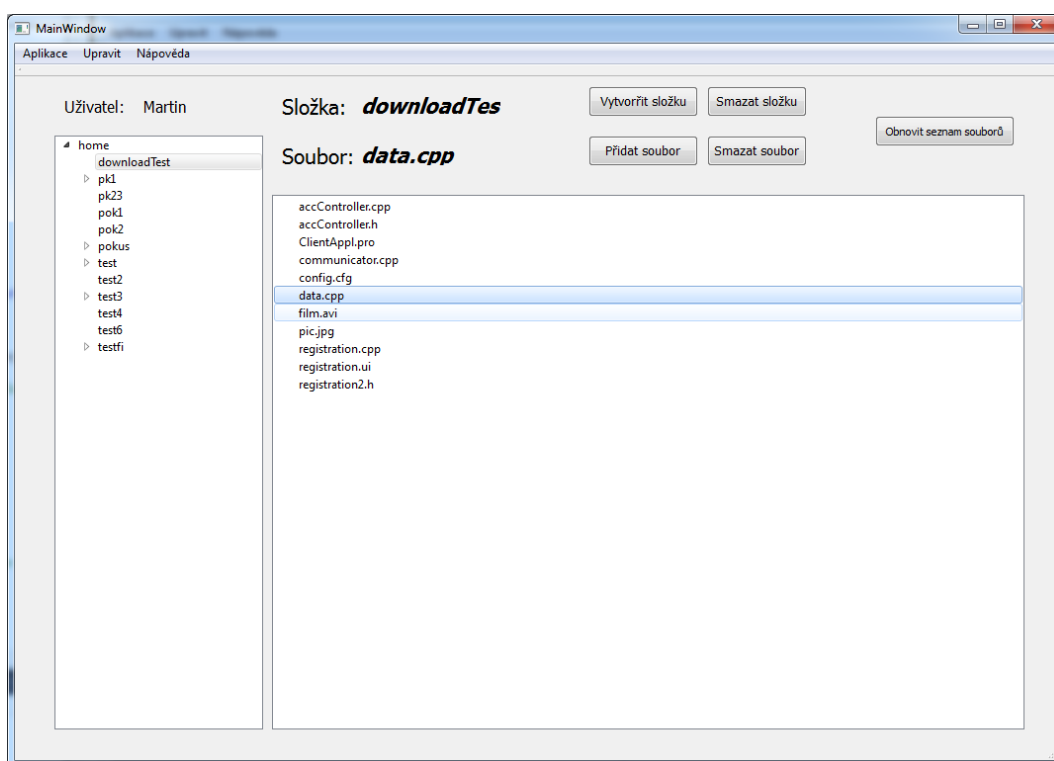 MainWindow
Aplikace Upravit Nápověda
Uživatel: Martin
Složka: downloadTes
Vytvořit složku Smazat složku
Obnovit seznam souborů
Soubor: data.cpp
Přidat soubor Smazat soubor
home
downloadTest
pk1
pk23
pok1
pok2
pokus
test
test2
test3
test4
test6
testfi
accController.cpp
accController.h
ClientAppl.pro
communicator.cpp
config.cfg
data.cpp
film.avi
pic.jpg
registration.cpp
registration.ui
registration2.h